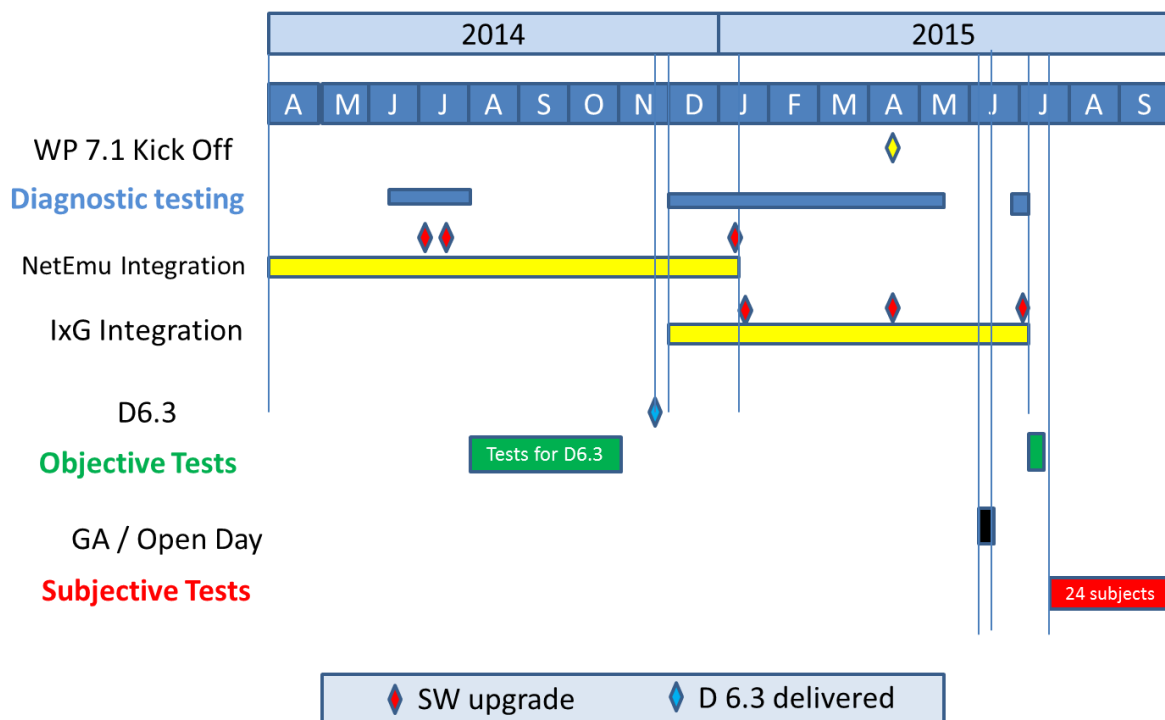 2014 2015
A M J J A S O N D J F M A M J J A S
WP 7.1 Kick Off
Diagnostic testing
NetEmu Integration
IxG Integration
D6.3
Tests for D6.3
Objective Tests
GA / Open Day
Subjective Tests
24 subjects
SW upgrade D 6.3 delivered